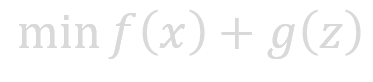 min f(x) + g(z)